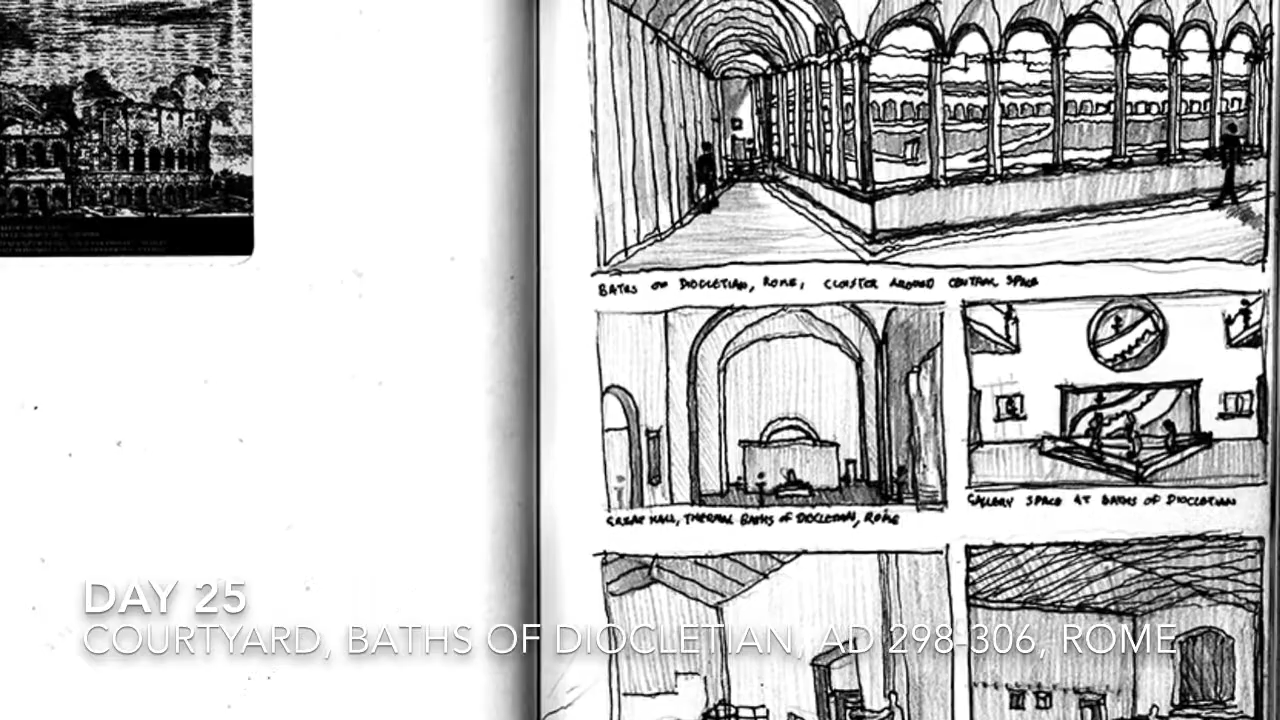 BATHS OF DIOCLETIAN, ROME, CLOISTER AROUND CENTRAL SPACE
GREAT HALL, THERMAL BATHS OF DIOCLETIAN, ROME
GALLERY SPACE AT BATHS OF DIOCLETIAN
DAY 25
COURTYARD, BATHS OF DIOCLETIAN, AD 298-306, ROME